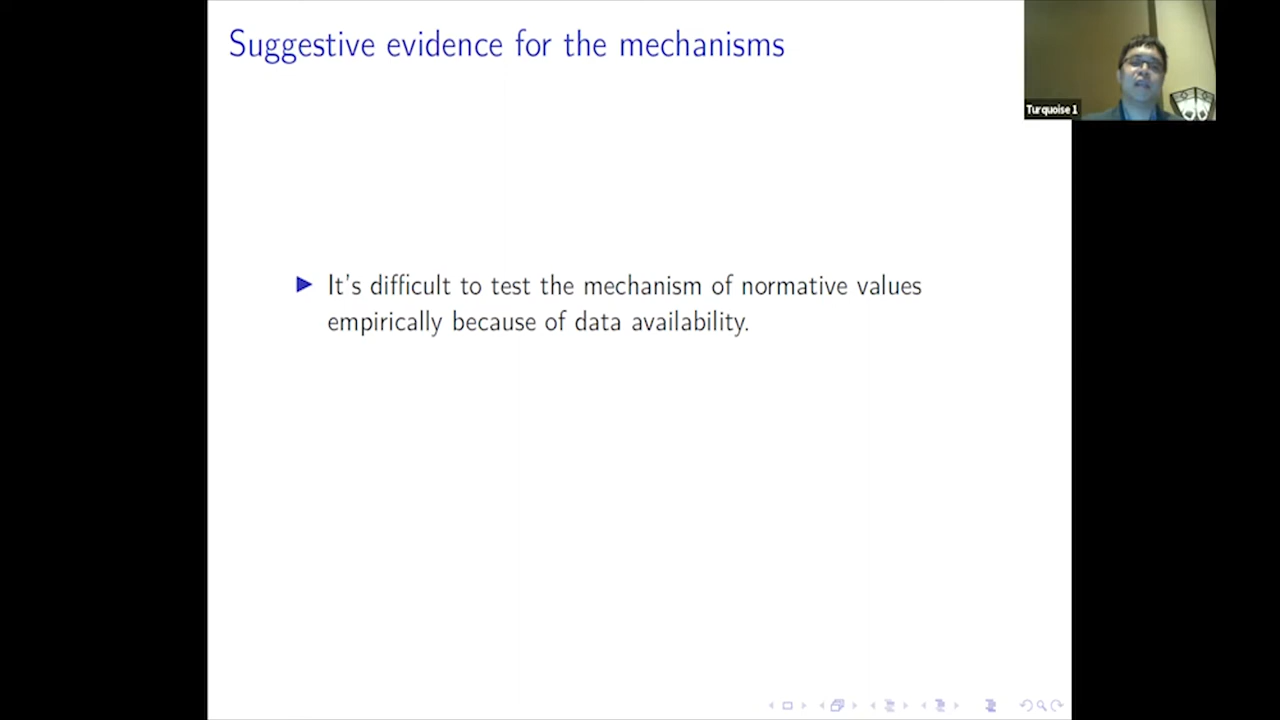 Suggestive evidence for the mechanisms
Turquoise 1
It's difficult to test the mechanism of normative values
empirically because of data availability.